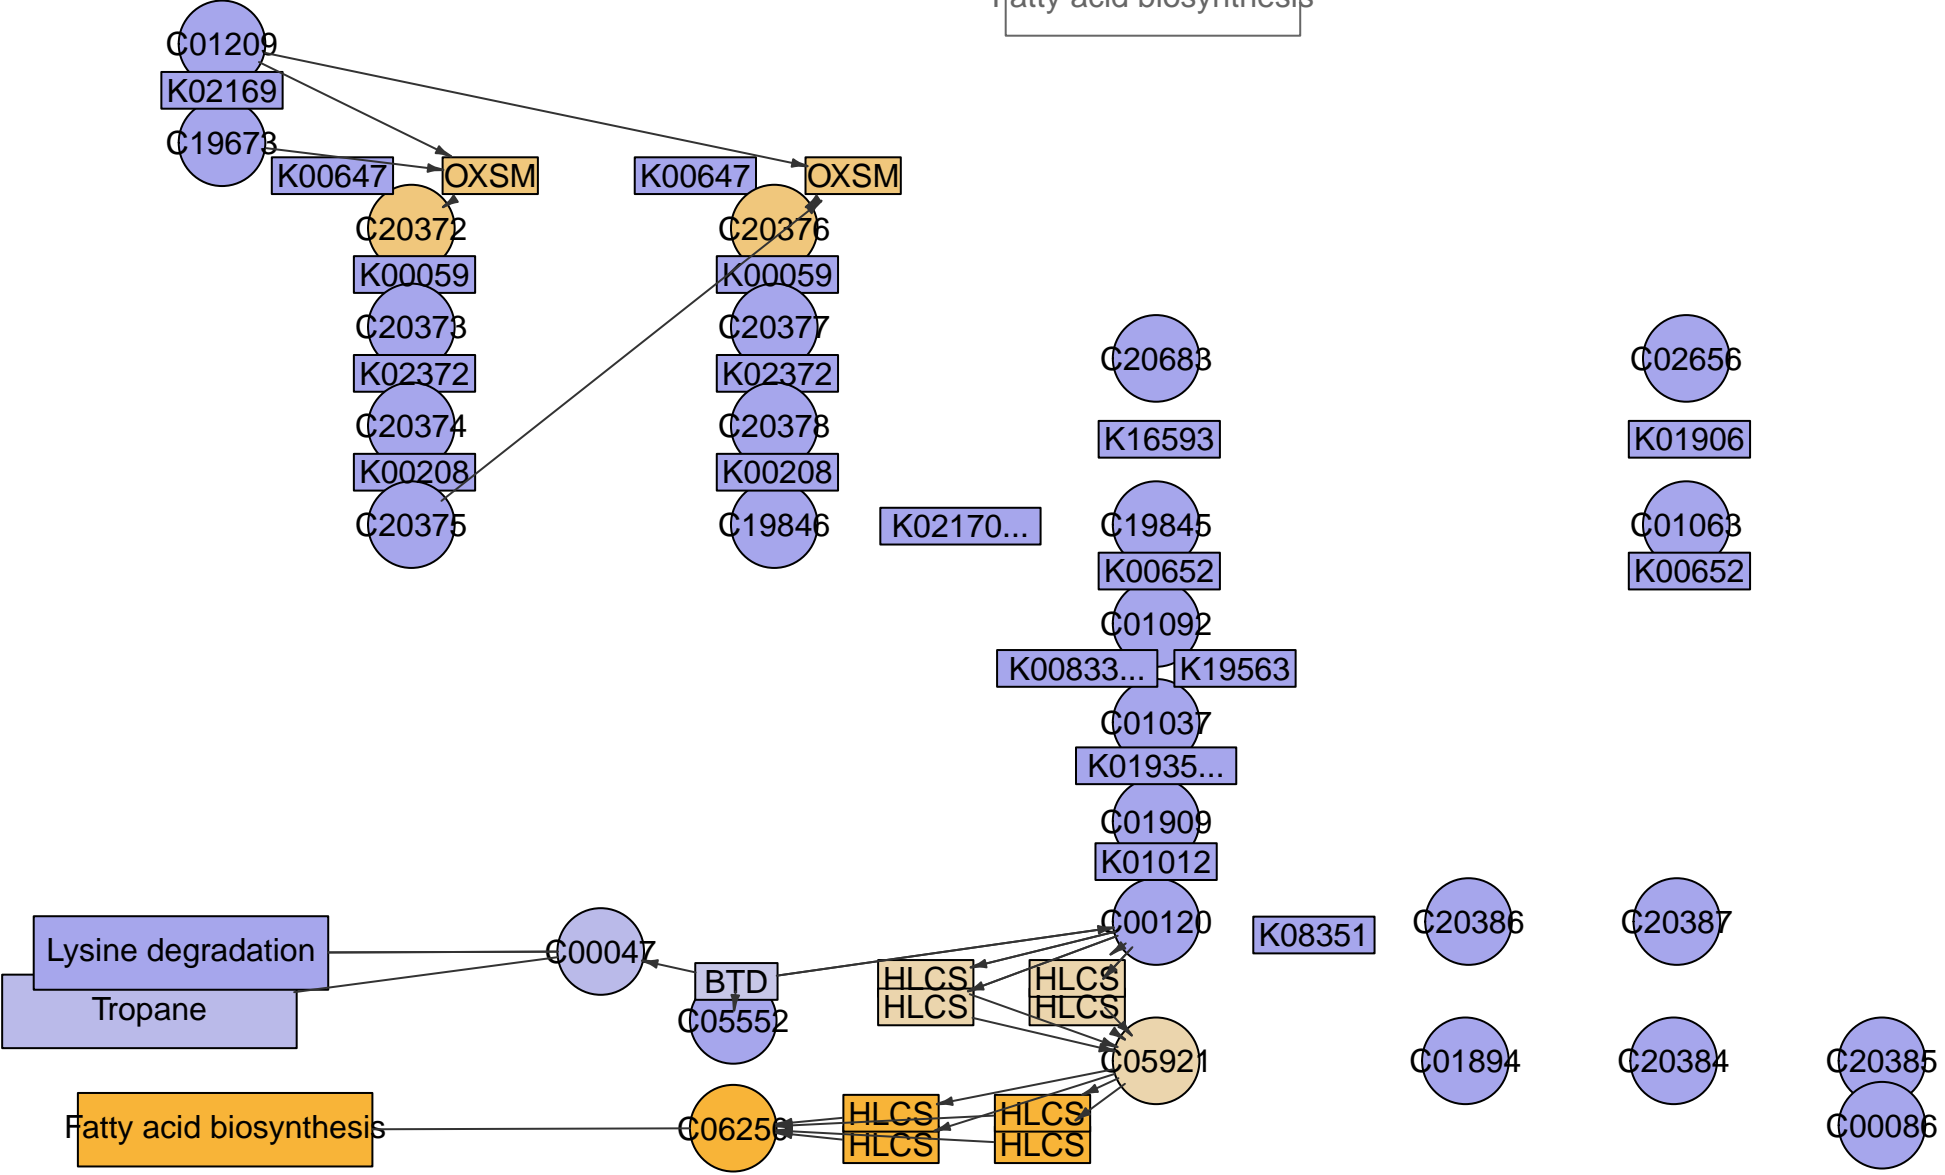 Fatty acid biosynthesis
C01209
K02169
C19673
K00647
OXSM
K00647
OXSM
C20372
C20376
K00059
K00059
C20373
C20377
C20683
C02656
K02372
K02372
C20374
C20378
K16593
K01906
K00208
K00208
C20375
C19846
K02170...
C19845
C01063
K00652
K00652
C01092
K00833...
K19563
C01037
K01935...
C01909
K01012
C00120
K08351
C20386
C20387
Lysine degradation
C00047
BTD
HLCS
HLCS
Tropane
HLCS
HLCS
C05552
C05921
C01894
C20384
C20385
Fatty acid biosynthesis
C06250
HLCS
HLCS
HLCS
HLCS
C00086